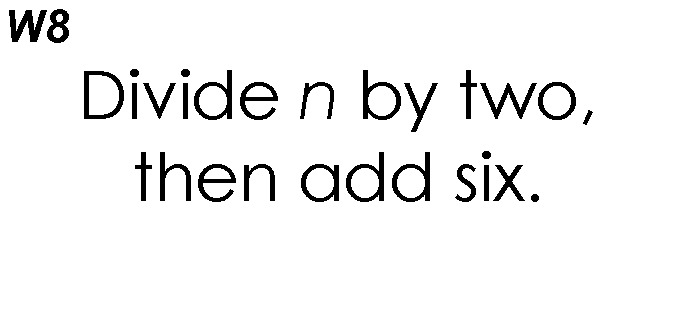 W8
Divide n by two,
then add six.